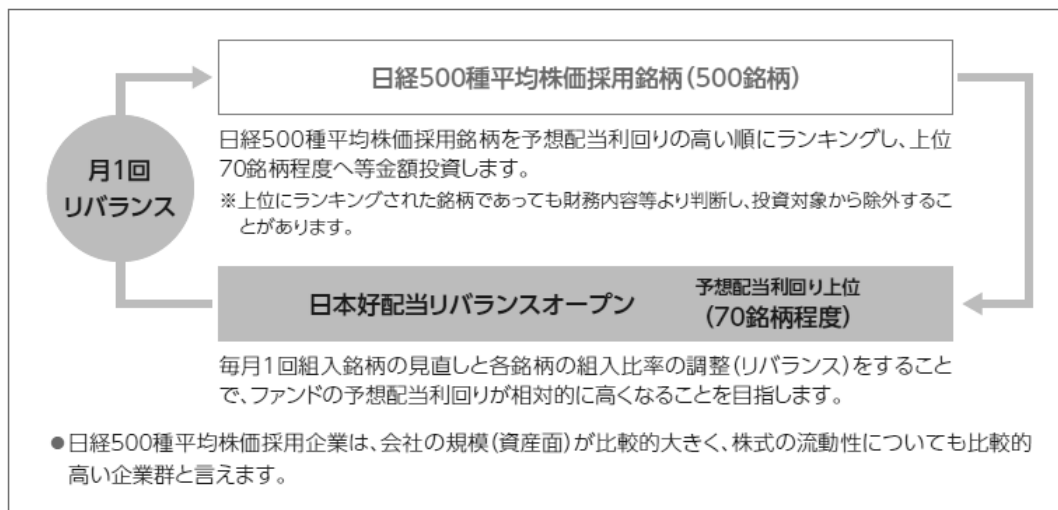 日経500種平均株価採用銘柄(500銘柄)
日経500種平均株価採用銘柄を予想配当利回りの高い順にランキングし、上位
70銘柄程度へ等金額投資します。
※上位にランキングされた銘柄であっても財務内容等より判断し、投資対象から除外するこ
とがあります。
月1回
リバランス
日本好配当リバランスオープン
予想配当利回り上位
(70銘柄程度)
毎月1回組入銘柄の見直しと各銘柄の組入比率の調整(リバランス)をすること
で、ファンドの予想配当利回りが相対的に高くなることを目指します。
●日経500種平均株価採用企業は、会社の規模(資産面)が比較的大きく、株式の流動性についても比較的
高い企業群と言えます。